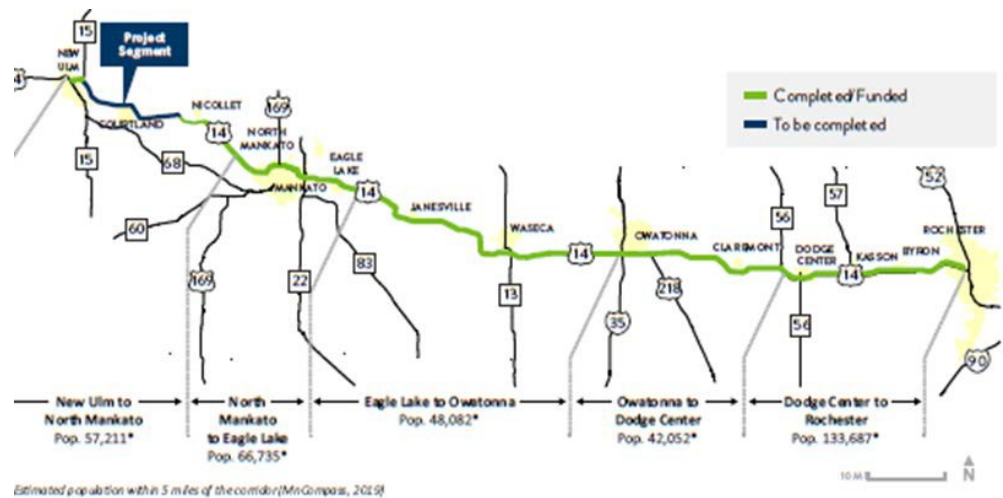 15
Project
Segment
NEW
ULM
4
COURTLAND
NICOLLET
14
169
NORTH
MANKATO
EAGLE
LAKE
15
68
MANKATO
14
60
JANESVILLE
WASECA
14
OWATONNA
CLAREMONT
56
57
52
DODGE
CENTER
KASSON
BYRON
ROCHESTER
14
169
22
83
13
35
218
56
90
Completed/Funded
To be completed
New Ulm to
North Mankato
Pop. 57,211*
North
Mankato
to Eagle Lake
Pop. 66,735*
Eagle Lake to Owatonna
Pop. 48,082*
Owatonna to
Dodge Center
Pop. 42,052*
Dodge Center to
Rochester
Pop. 133,687*
10 MI
N
Estimated population within 5 miles of the corridor (MnCompass, 2019)